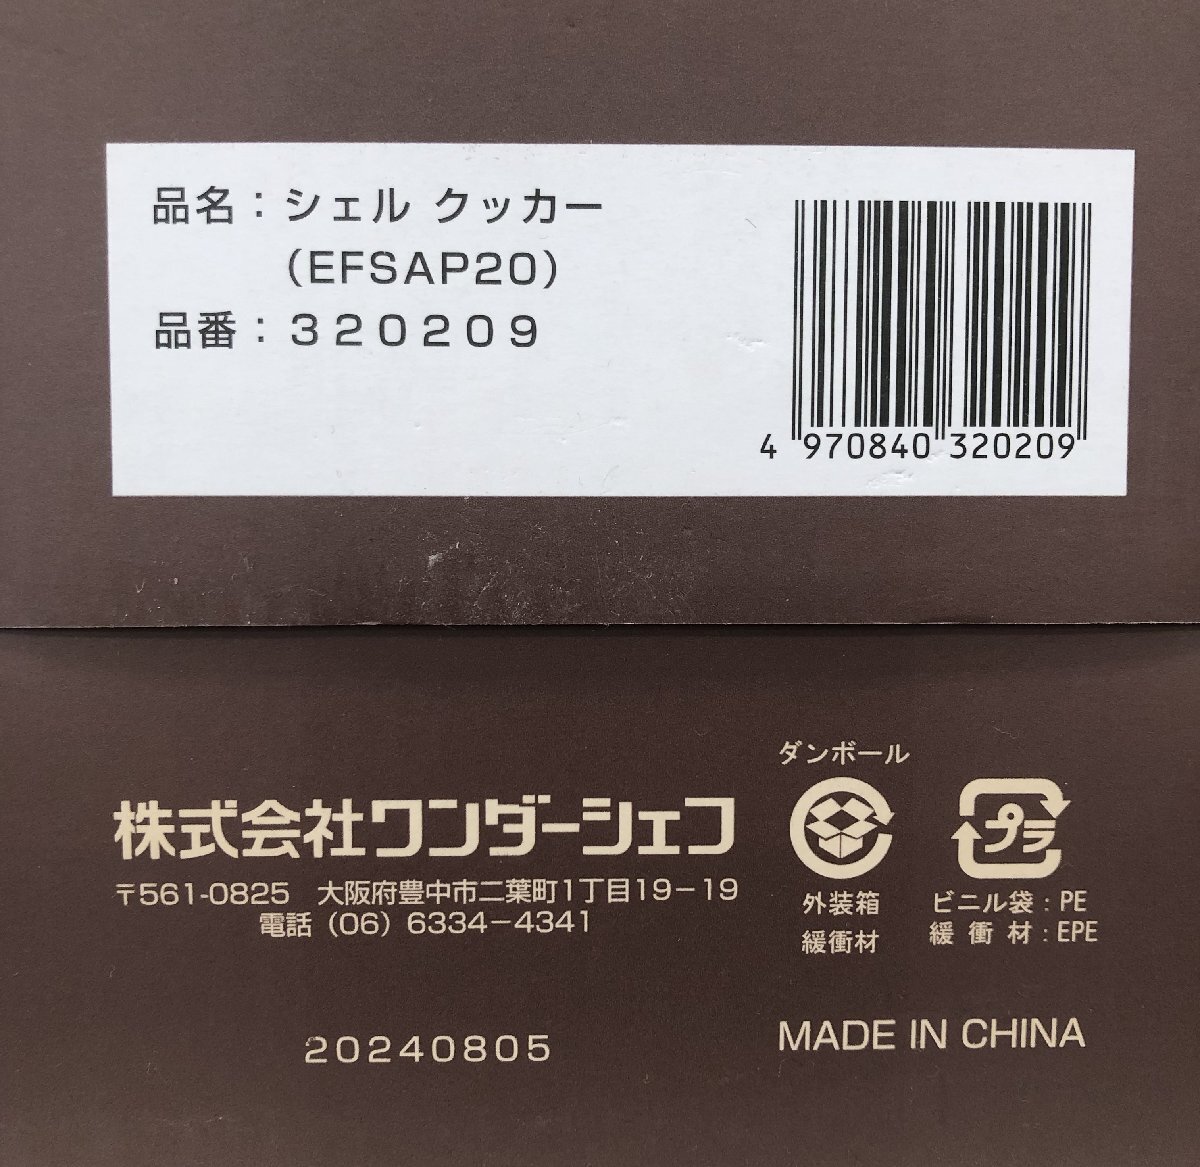 品名：シェル クッカー
（EFSAP20）
品番：３２０２０９
4 970840 320209
株式会社ワンダーシェフ
〒561-0825　大阪府豊中市二葉町1丁目19－19
電話（06）6334－4341
20240805
ダンボール
外装箱
緩衝材
プラ
ビニル袋：PE
緩 衝 材：EPE
MADE IN CHINA